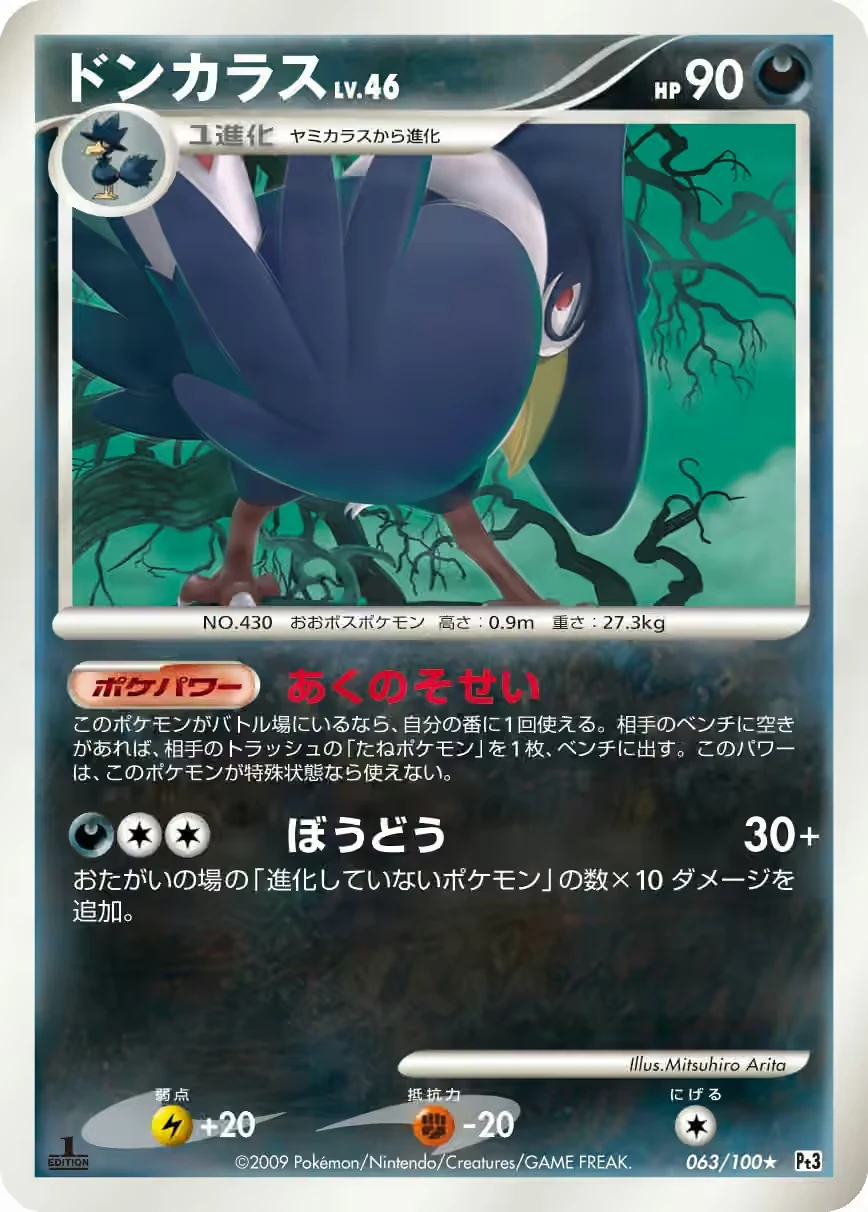 ドンカラス LV.46 HP 90
1進化 ヤミカラスから進化
NO.430 おおボスポケモン 高さ：0.9m 重さ：27.3kg
ポケパワー あくのそせい
このポケモンがバトル場にいるなら、自分の番に1回使える。相手のベンチに空き
があれば、相手のトラッシュの「たねポケモン」を1枚、ベンチに出す。このパワー
は、このポケモンが特殊状態なら使えない。
ぼうどう 30+
おたがいの場の「進化していないポケモン」の数×10 ダメージを
追加。
Illus.Mitsuhiro Arita
弱点 抵抗力 にげる
+20 -20
1 EDITION
©2009 Pokémon/Nintendo/Creatures/GAME FREAK. 063/100★ Pt3